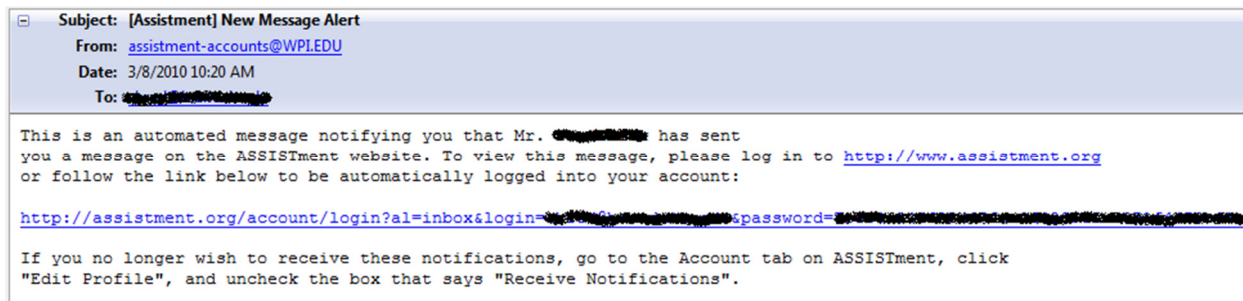 Subject: [Assistment] New Message Alert
From: assistment-accounts@WPI.EDU
Date: 3/8/2010 10:20 AM
To:
This is an automated message notifying you that Mr. has sent
you a message on the ASSISTment website. To view this message, please log in to http://www.assistment.org
or follow the link below to be automatically logged into your account:
http://assistment.org/account/login?al=inbox&login= &password=
If you no longer wish to receive these notifications, go to the Account tab on ASSISTment, click
"Edit Profile", and uncheck the box that says "Receive Notifications".